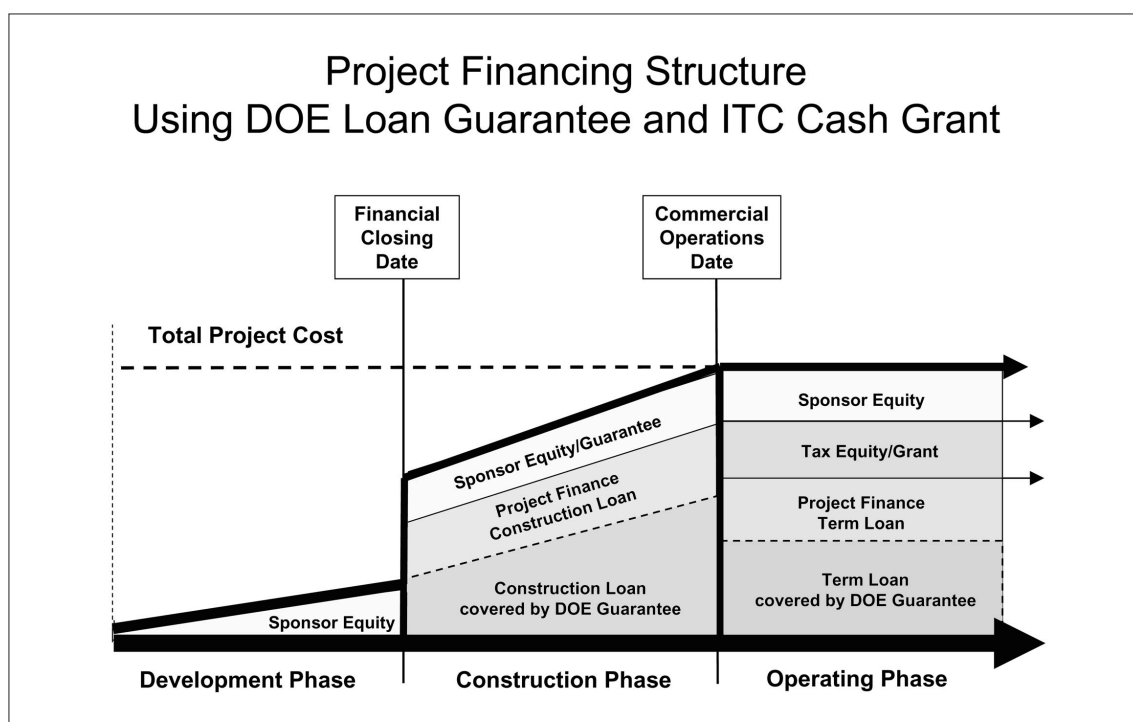 Project Financing Structure
Using DOE Loan Guarantee and ITC Cash Grant
Financial
Closing
Date
Commercial
Operations
Date
Total Project Cost
Sponsor Equity
Sponsor Equity/Guarantee
Project Finance
Construction Loan
Construction Loan
covered by DOE Guarantee
Sponsor Equity
Tax Equity/Grant
Project Finance
Term Loan
Term Loan
covered by DOE Guarantee
Development Phase
Construction Phase
Operating Phase